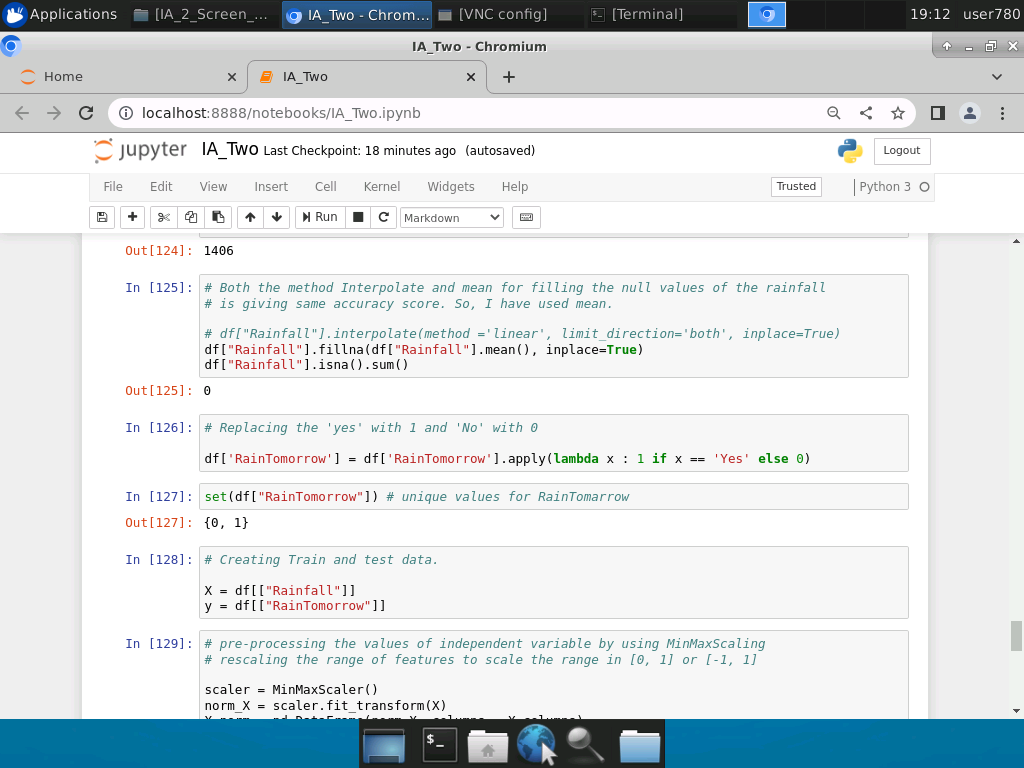 Applications [IA_2_Screen_... IA_Two - Chrom... [VNC config] [Terminal] 19:12 user780
IA_Two - Chromium
Home IA_Two
localhost:8888/notebooks/IA_Two.ipynb
jupyter IA_Two Last Checkpoint: 18 minutes ago (autosaved) Logout
File Edit View Insert Cell Kernel Widgets Help Trusted Python 3
Run Markdown
Out[124]: 1406
In [125]: # Both the method Interpolate and mean for filling the null values of the rainfall
# is giving same accuracy score. So, I have used mean.
# df["Rainfall"].interpolate(method ='linear', limit_direction='both', inplace=True)
df["Rainfall"].fillna(df["Rainfall"].mean(), inplace=True)
df["Rainfall"].isna().sum()
Out[125]: 0
In [126]: # Replacing the 'yes' with 1 and 'No' with 0
df['RainTomorrow'] = df['RainTomorrow'].apply(lambda x : 1 if x == 'Yes' else 0)
In [127]: set(df["RainTomorrow"]) # unique values for RainTomarrow
Out[127]: {0, 1}
In [128]: # Creating Train and test data.
X = df[["Rainfall"]]
y = df[["RainTomorrow"]]
In [129]: # pre-processing the values of independent variable by using MinMaxScaling
# rescaling the range of features to scale the range in [0, 1] or [-1, 1]
scaler = MinMaxScaler()
norm_X = scaler.fit_transform(X)